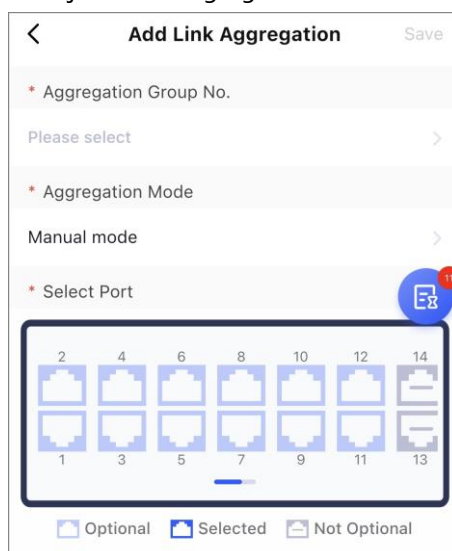 Add Link Aggregation
Save
* Aggregation Group No.
Please select
* Aggregation Mode
Manual mode
* Select Port
11
2 4 6 8 10 12 14
1 3 5 7 9 11 13
Optional Selected Not Optional